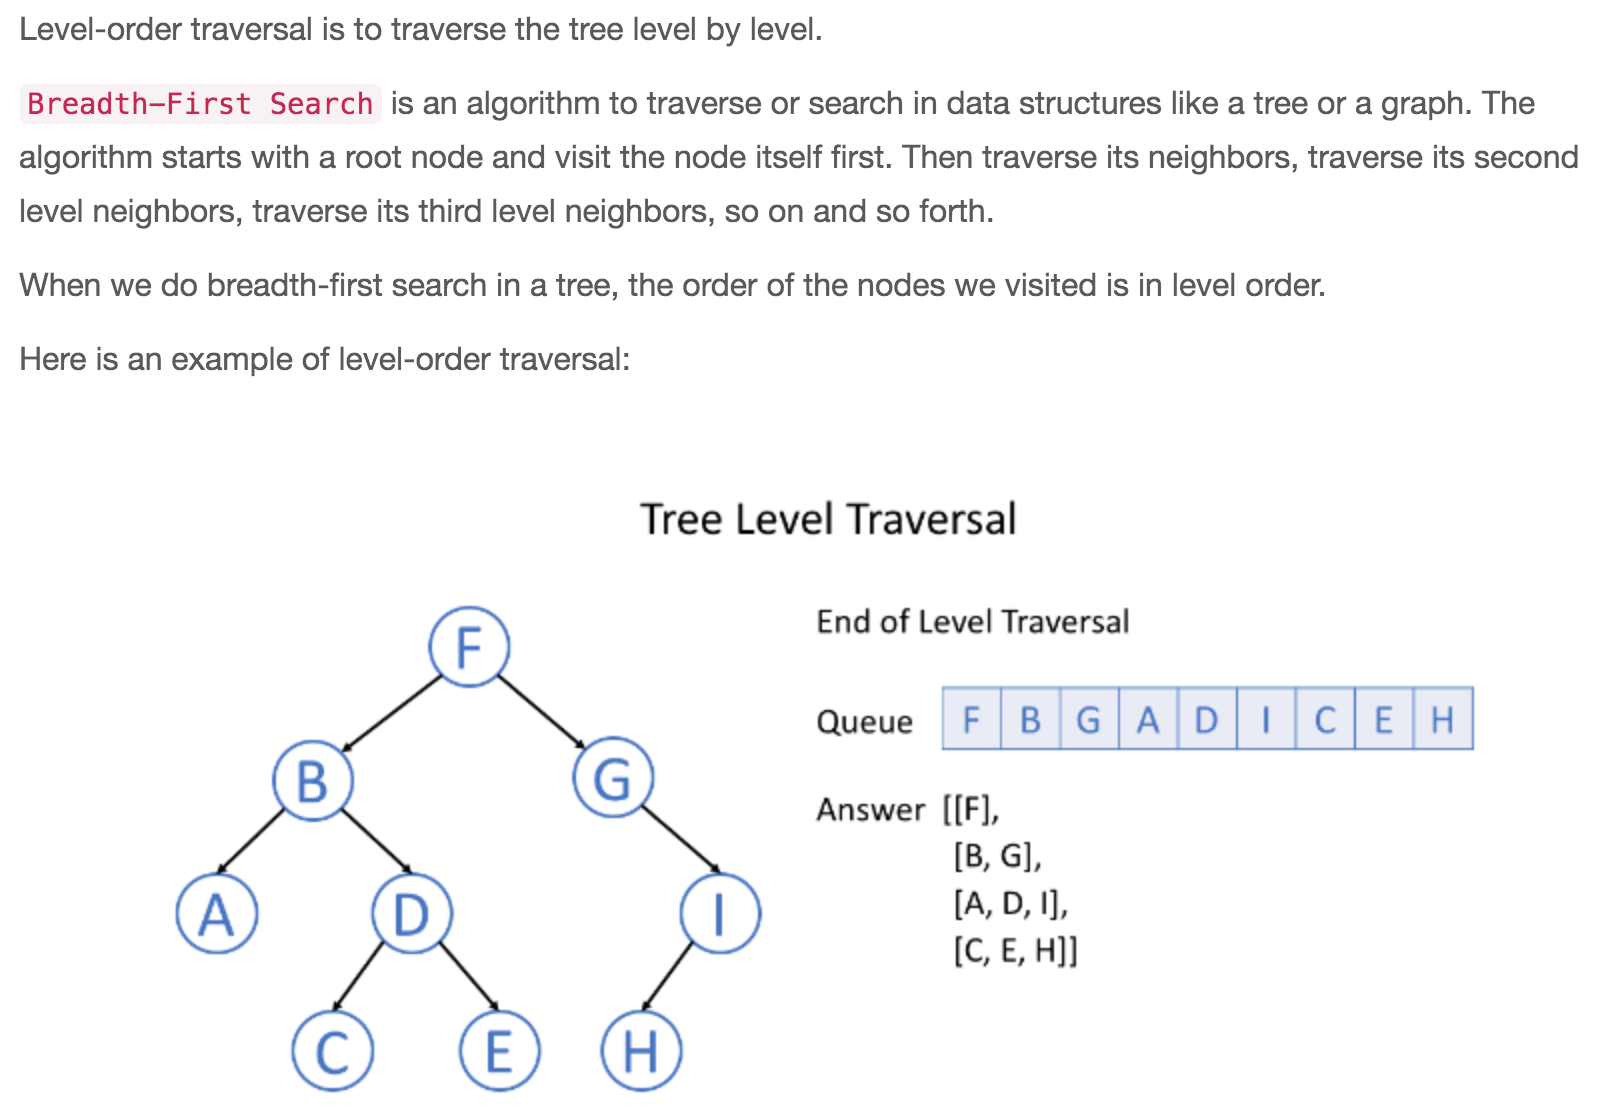 Level-order traversal is to traverse the tree level by level.
Breadth-First Search is an algorithm to traverse or search in data structures like a tree or a graph. The
algorithm starts with a root node and visit the node itself first. Then traverse its neighbors, traverse its second
level neighbors, traverse its third level neighbors, so on and so forth.
When we do breadth-first search in a tree, the order of the nodes we visited is in level order.
Here is an example of level-order traversal:
Tree Level Traversal
F
B G
A D I
C E H
End of Level Traversal
Queue F B G A D I C E H
Answer [[F],
[B, G],
[A, D, I],
[C, E, H]]